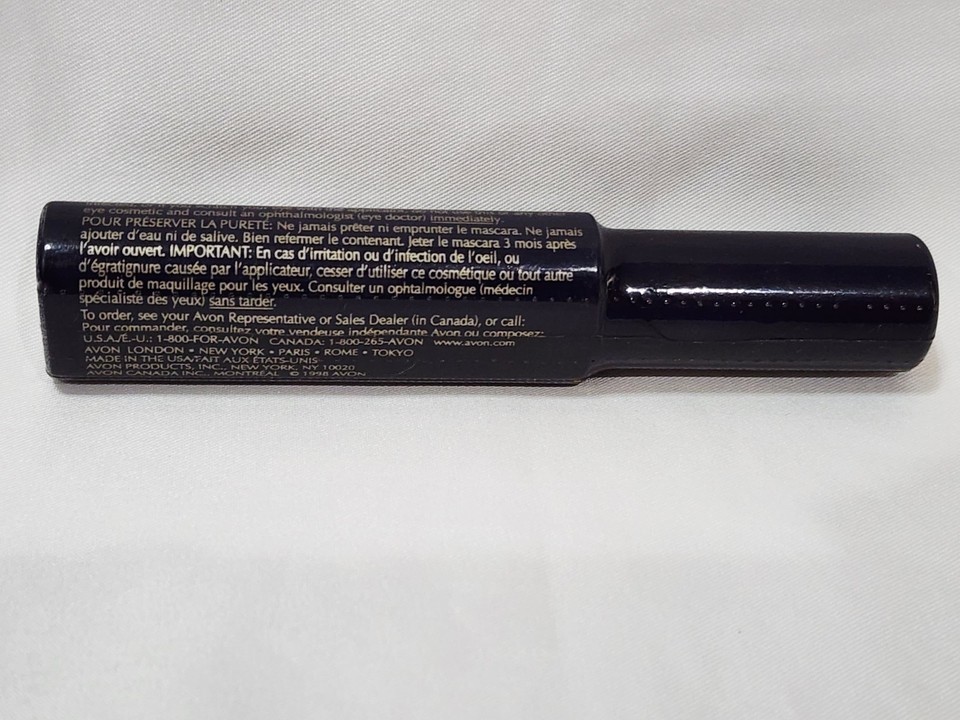 eye cosmetic and consult an ophthalmologist (eye doctor) immediately.
POUR PRÉSERVER LA PURETÉ: Ne jamais prêter ni emprunter le mascara. Ne jamais
ajouter d'eau ni de salive. Bien refermer le contenant. Jeter le mascara 3 mois après
l'avoir ouvert. IMPORTANT: En cas d'irritation ou d'infection de l'oeil, ou
d'égratignure causée par l'applicateur, cesser d'utiliser ce cosmétique ou tout autre
produit de maquillage pour les yeux. Consulter un ophtalmologue (médecin
spécialisté des yeux) sans tarder.
To order, see your Avon Representative or Sales Dealer (in Canada), or call:
Pour commander, consultez votre vendeuse indépendante Avon ou composez:
U.S.A/É.-U.: 1-800-FOR-AVON CANADA: 1-800-265-AVON www.avon.com
AVON LONDON • NEW YORK • PARIS • ROME • TOKYO
MADE IN THE USA/FAIT AUX ÉTATS-UNIS
AVON PRODUCTS, INC., NEW YORK, NY 10020
AVON CANADA INC., MONTRÉAL © 1998 AVON